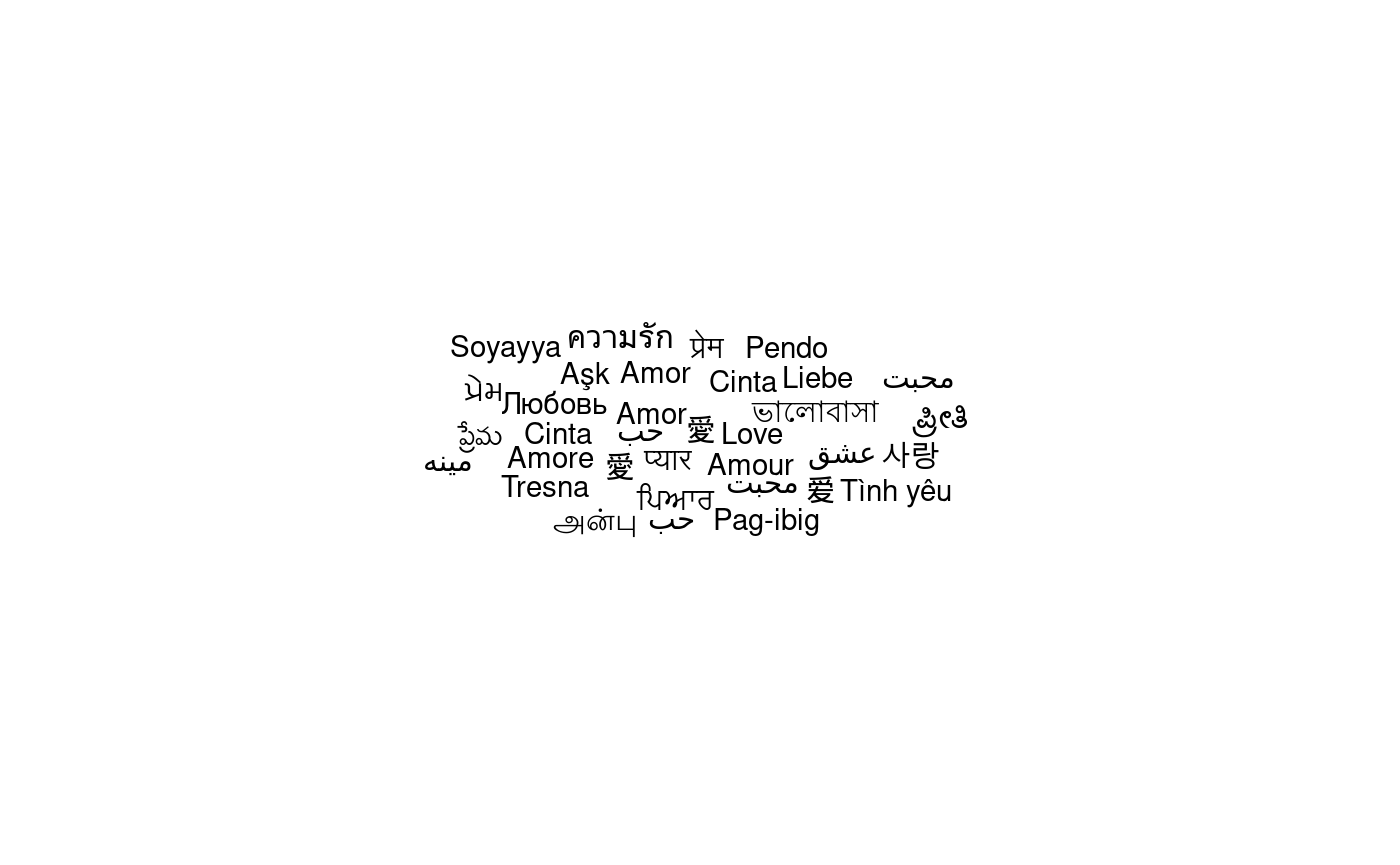 Soyayya ความรัก प्रेम Pendo
Aşk Amor Cinta Liebe محبت
પ્રેમ Любовь Amor ভালোবাসা ಪ್ರೀತಿ
ప్రేమ Cinta حب 愛 Love
مينه Amore 愛 प्यार Amour عشق 사랑
Tresna ਪਿਆਰ محبت 爱 Tình yêu
அன்பு حب Pag-ibig